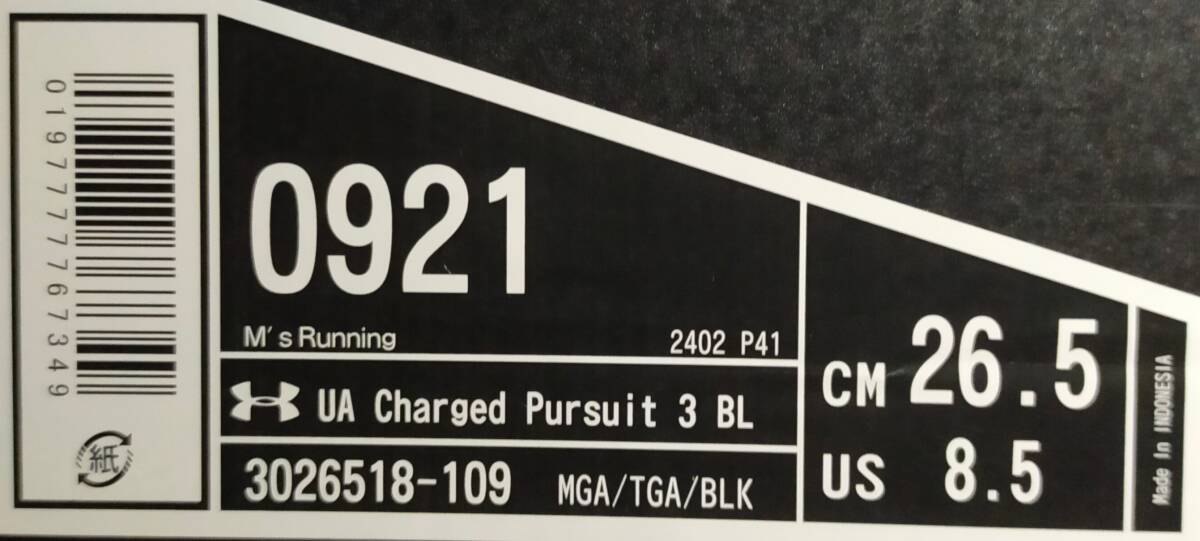 0197777767349
紙
0921
M's Running 2402 P41
UA Charged Pursuit 3 BL
3026518-109 MGA/TGA/BLK
CM 26.5
US 8.5
Made In INDONESIA